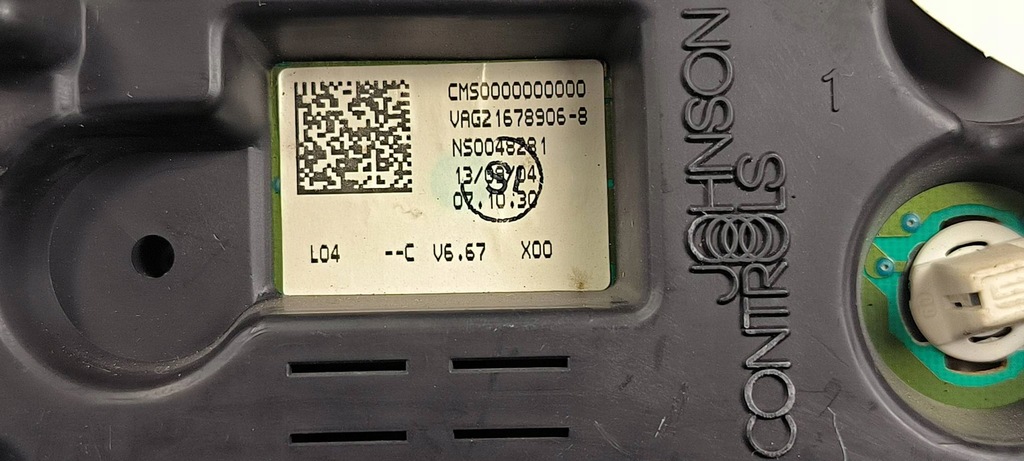 CMS0000000000
VAG21678906-8
NS0048281
13/09/04
07.10.30
L04 --C V6.67 X00
JOHNSON
CONTROLS
1